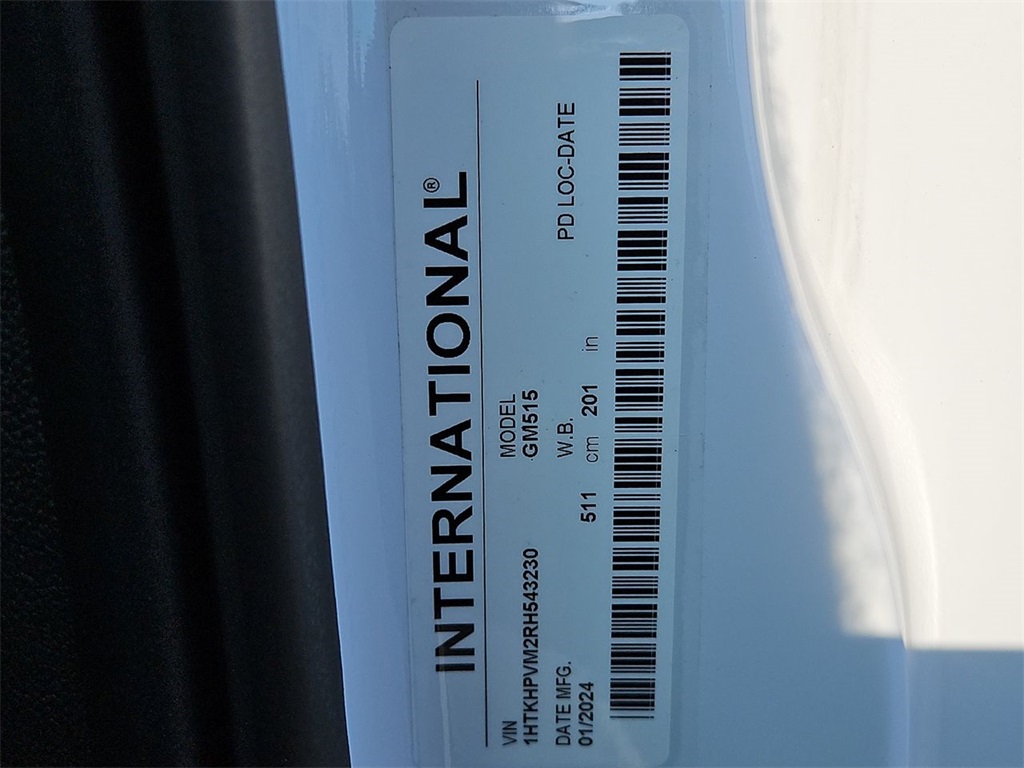 INTERNATIONAL®
VIN
1HTKHPVM2RH543230
MODEL
GM515
DATE MFG.
01/2024
W.B.
511 cm 201 in
PD LOC-DATE